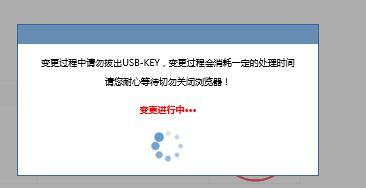 变更过程中请勿拔出USB-KEY，变更过程会消耗一定的处理时间
请您耐心等待切勿关闭浏览器！
变更进行中•••